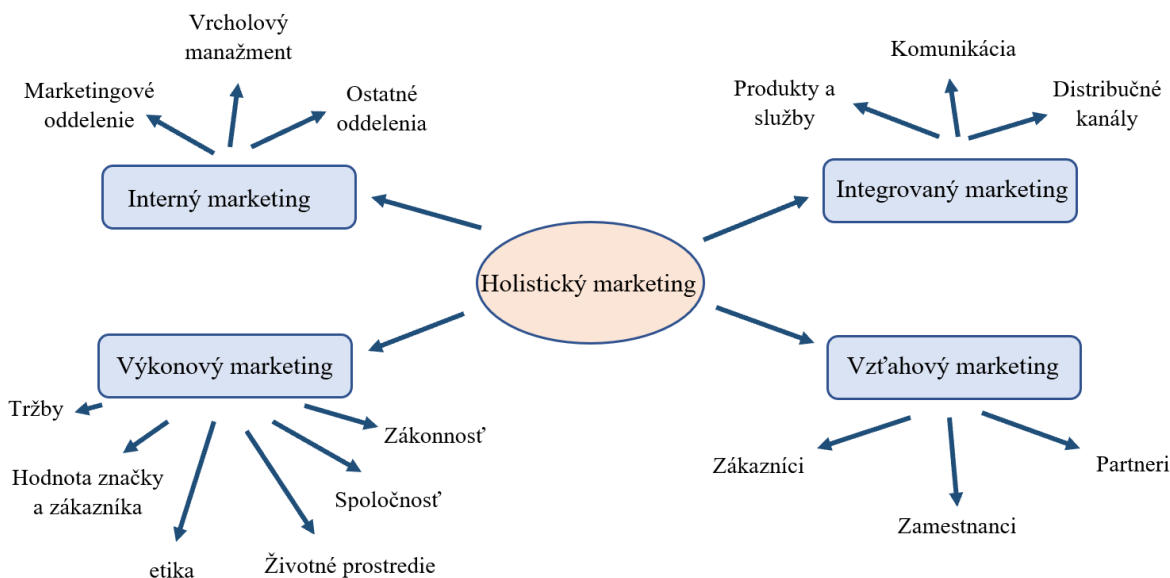 Vrcholový
manažment
Marketingové
oddelenie
Ostatné
oddelenia
Interný marketing
Komunikácia
Produkty a
služby
Distribučné
kanály
Integrovaný marketing
Holistický marketing
Výkonový marketing
Tržby
Hodnota značky
a zákazníka
etika
Životné prostredie
Spoločnosť
Zákonnosť
Vzťahový marketing
Zákazníci
Zamestnanci
Partneri